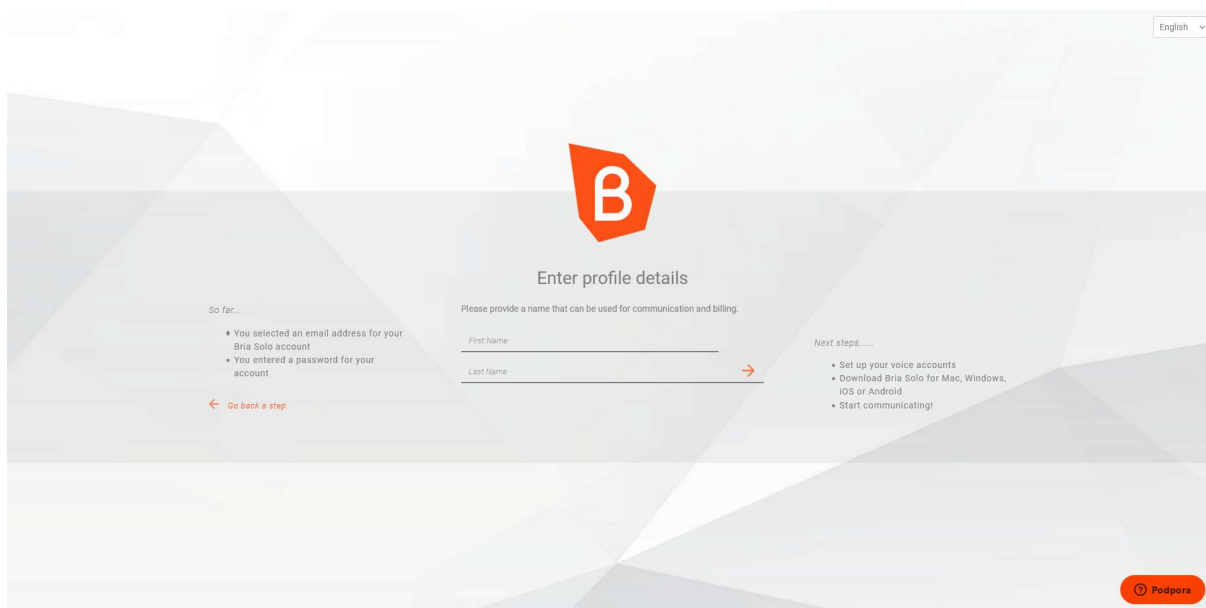 English
B
Enter profile details
Please provide a name that can be used for communication and billing.
First Name
Last Name
So far...
You selected an email address for your
Bria Solo account
You entered a password for your
account
Go back a step
Next steps......
Set up your voice accounts
Download Bria Solo for Mac, Windows,
iOS or Android
Start communicating!
Podpora